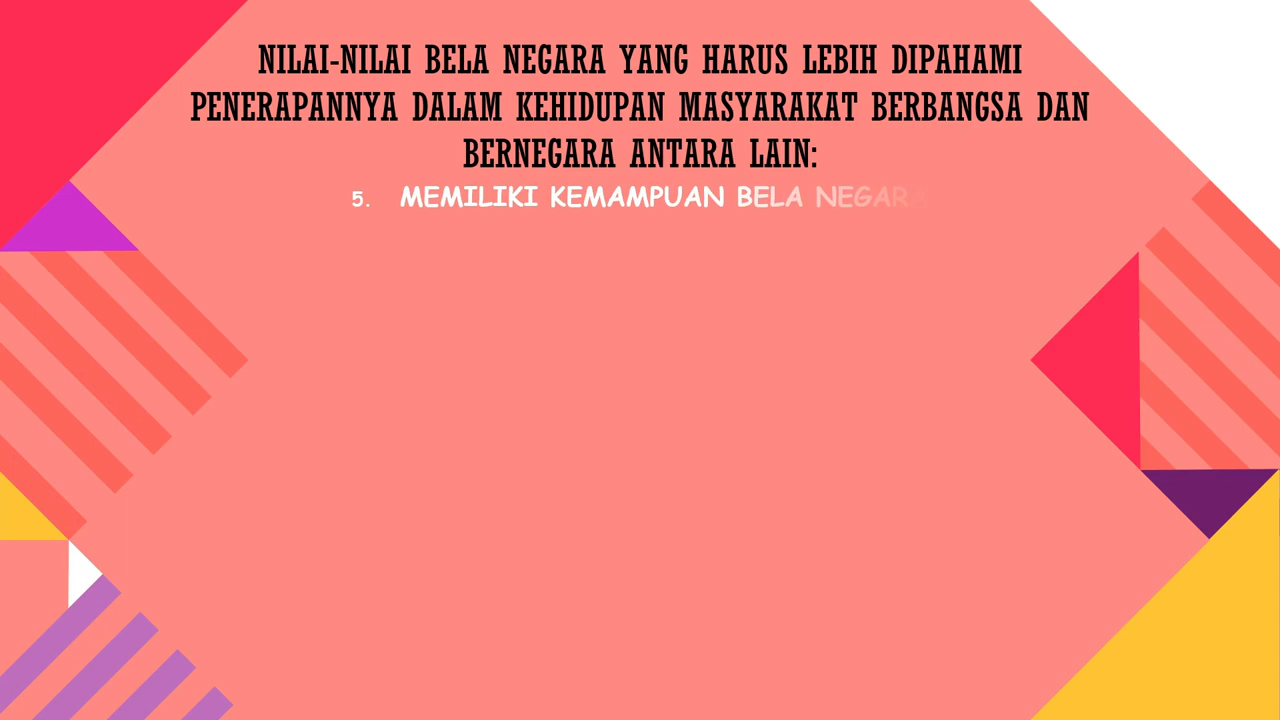 NILAI-NILAI BELA NEGARA YANG HARUS LEBIH DIPAHAMI
PENERAPANNYA DALAM KEHIDUPAN MASYARAKAT BERBANGSA DAN
BERNEGARA ANTARA LAIN:
5. MEMILIKI KEMAMPUAN BELA NEGARA